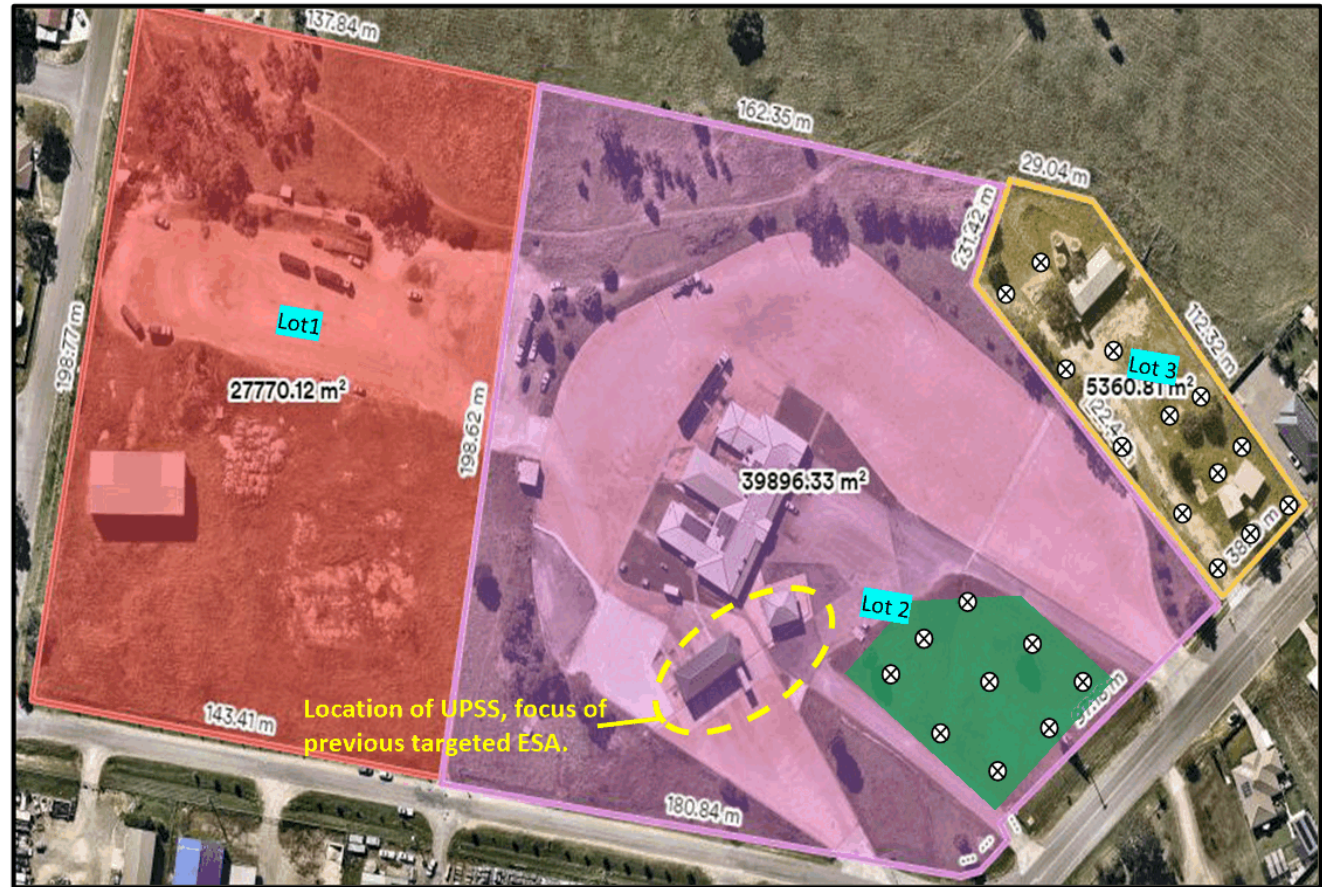 137.84 m
162.35 m
29.04 m
231.42 m
198.77 m
Lot1
27770.12 m²
198.62 m
112.32 m
Lot 3
5360.81 m²
122.4
39896.33 m²
38.
m
Lot 2
m
Location of UPSS, focus of
previous targeted ESA.
143.41 m
180.84 m